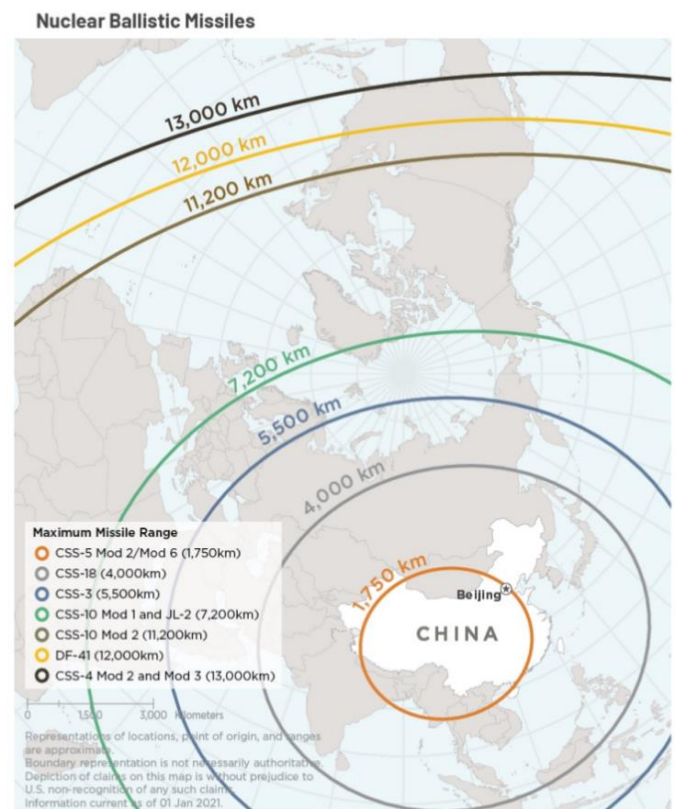 Nuclear Ballistic Missiles
13,000 km
12,000 km
11,200 km
7,200 km
5,500 km
4,000 km
1,750 km
Beijing
CHINA
Maximum Missile Range
CSS-5 Mod 2/Mod 6 (1,750km)
CSS-18 (4,000km)
CSS-3 (5,500km)
CSS-10 Mod 1 and JL-2 (7,200km)
CSS-10 Mod 2 (11,200km)
DF-41 (12,000km)
CSS-4 Mod 2 and Mod 3 (13,000km)
0 1,500 3,000 Kilometers
Representations of locations, point of origin, and ranges
are approximate.
Boundary representation is not necessarily authoritative.
Depiction of claims on this map is without prejudice to
U.S. non-recognition of any such claims.
Information current as of 01 Jan 2021.